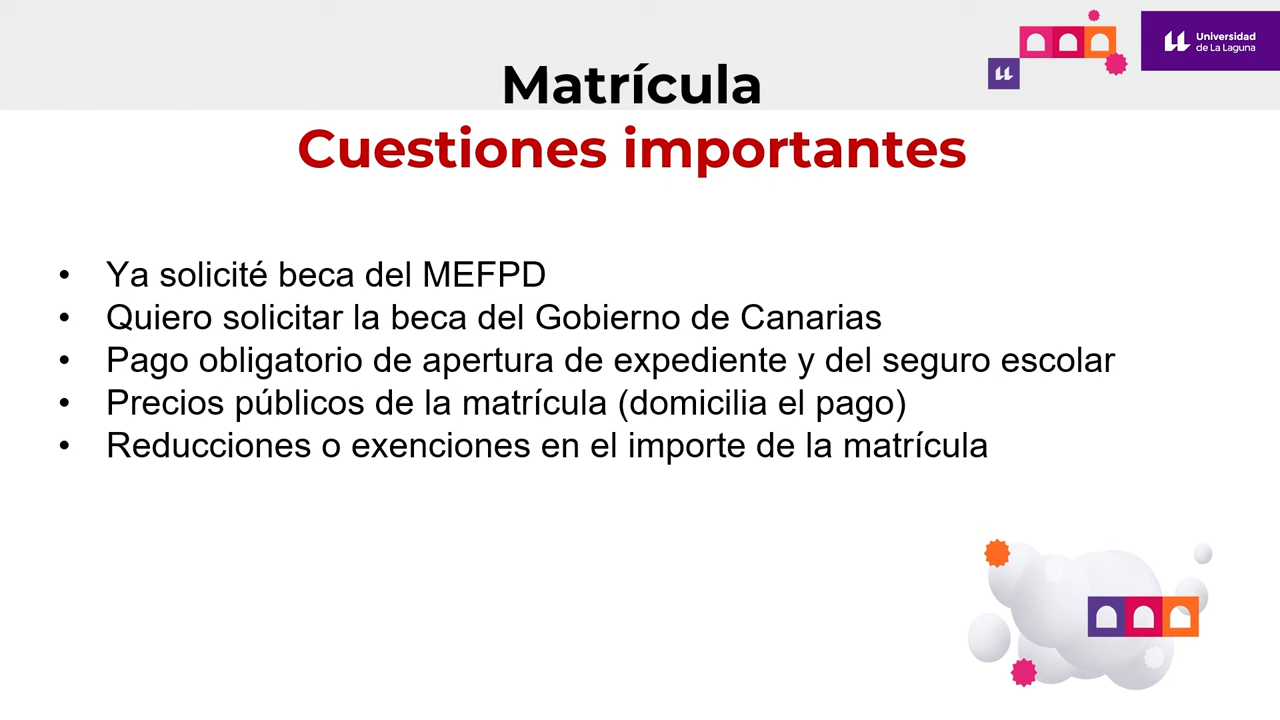 Universidad
de La Laguna
Matrícula
Cuestiones importantes
• Ya solicité beca del MEFPD
• Quiero solicitar la beca del Gobierno de Canarias
• Pago obligatorio de apertura de expediente y del seguro escolar
• Precios públicos de la matrícula (domicilia el pago)
• Reducciones o exenciones en el importe de la matrícula